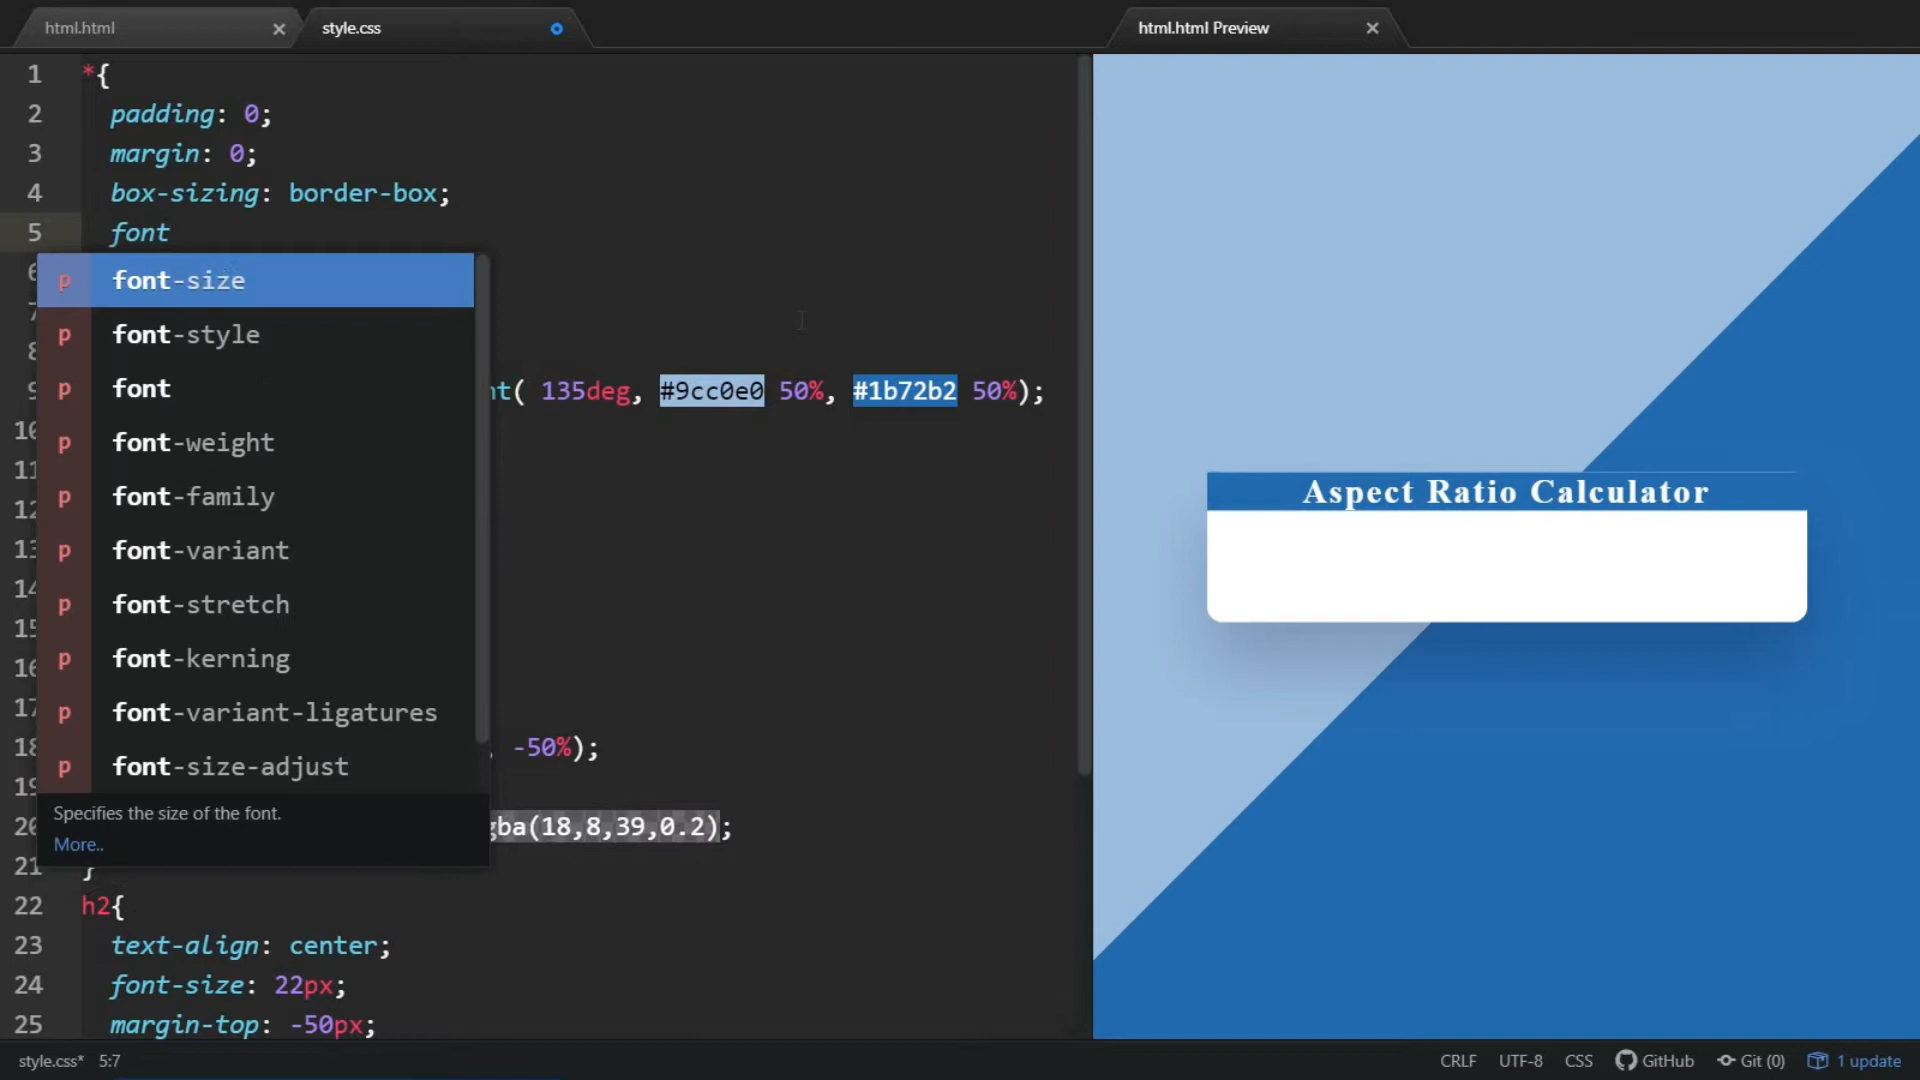 html.html
style.css
html.html Preview
1 *{
2 padding: 0;
3 margin: 0;
4 box-sizing: border-box;
5 font
p font-size
p font-style
p font
p font-weight
p font-family
p font-variant
p font-stretch
p font-kerning
p font-variant-ligatures
p font-size-adjust
Specifies the size of the font.
More..
nt( 135deg, #9cc0e0 50%, #1b72b2 50%);
-50%);
gba(18,8,39,0.2);
21 }
22 h2{
23 text-align: center;
24 font-size: 22px;
25 margin-top: -50px;
Aspect Ratio Calculator
style.css* 5:7
CRLF UTF-8 CSS GitHub Git (0) 1 update